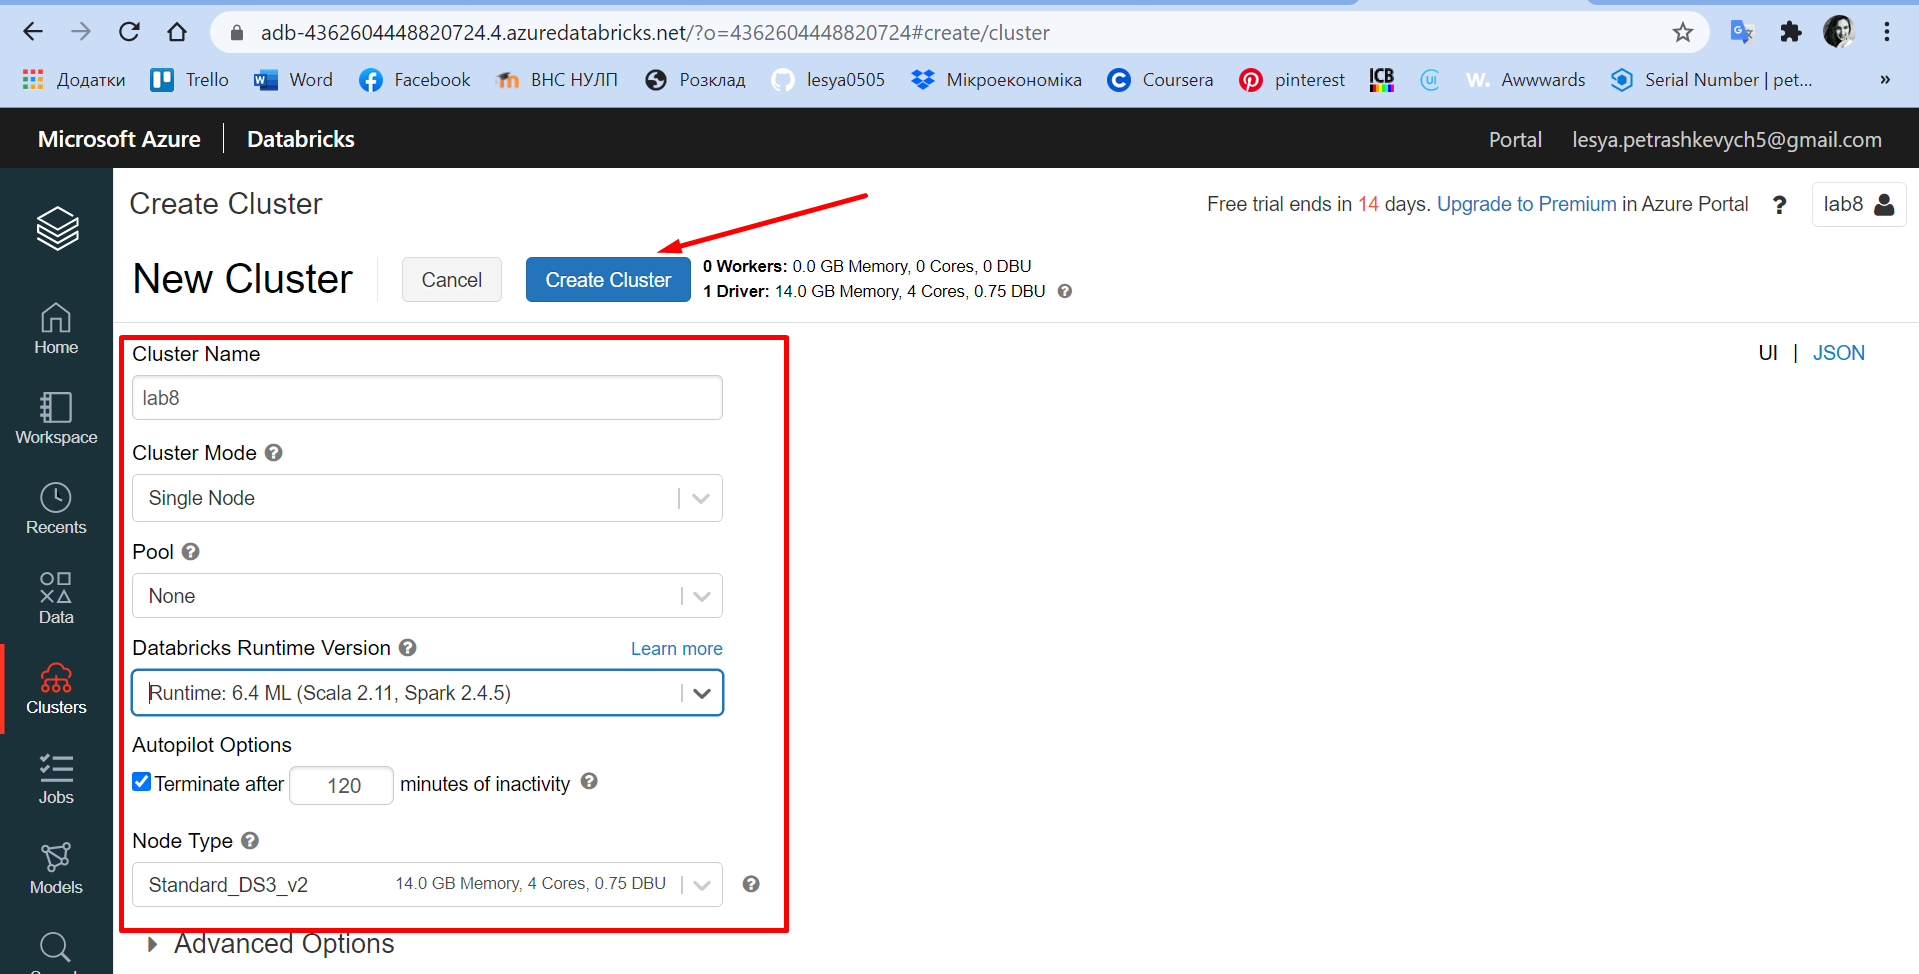 adb-4362604448820724.4.azuredatabricks.net/?o=4362604448820724#create/cluster
Додатки Trello Word Facebook ВНС НУЛП Розклад lesya0505 Мікроекономіка Coursera pinterest ICB Awwwards Serial Number | pet... »
Microsoft Azure Databricks Portal lesya.petrashkevych5@gmail.com
Create Cluster Free trial ends in 14 days. Upgrade to Premium in Azure Portal ? lab8
New Cluster Cancel Create Cluster
0 Workers: 0.0 GB Memory, 0 Cores, 0 DBU
1 Driver: 14.0 GB Memory, 4 Cores, 0.75 DBU ?
UI | JSON
Home
Workspace
Recents
Data
Clusters
Jobs
Models
Cluster Name
lab8
Cluster Mode ?
Single Node
Pool ?
None
Databricks Runtime Version ? Learn more
Runtime: 6.4 ML (Scala 2.11, Spark 2.4.5)
Autopilot Options
Terminate after 120 minutes of inactivity ?
Node Type ?
Standard_DS3_v2 14.0 GB Memory, 4 Cores, 0.75 DBU ?
Advanced Options